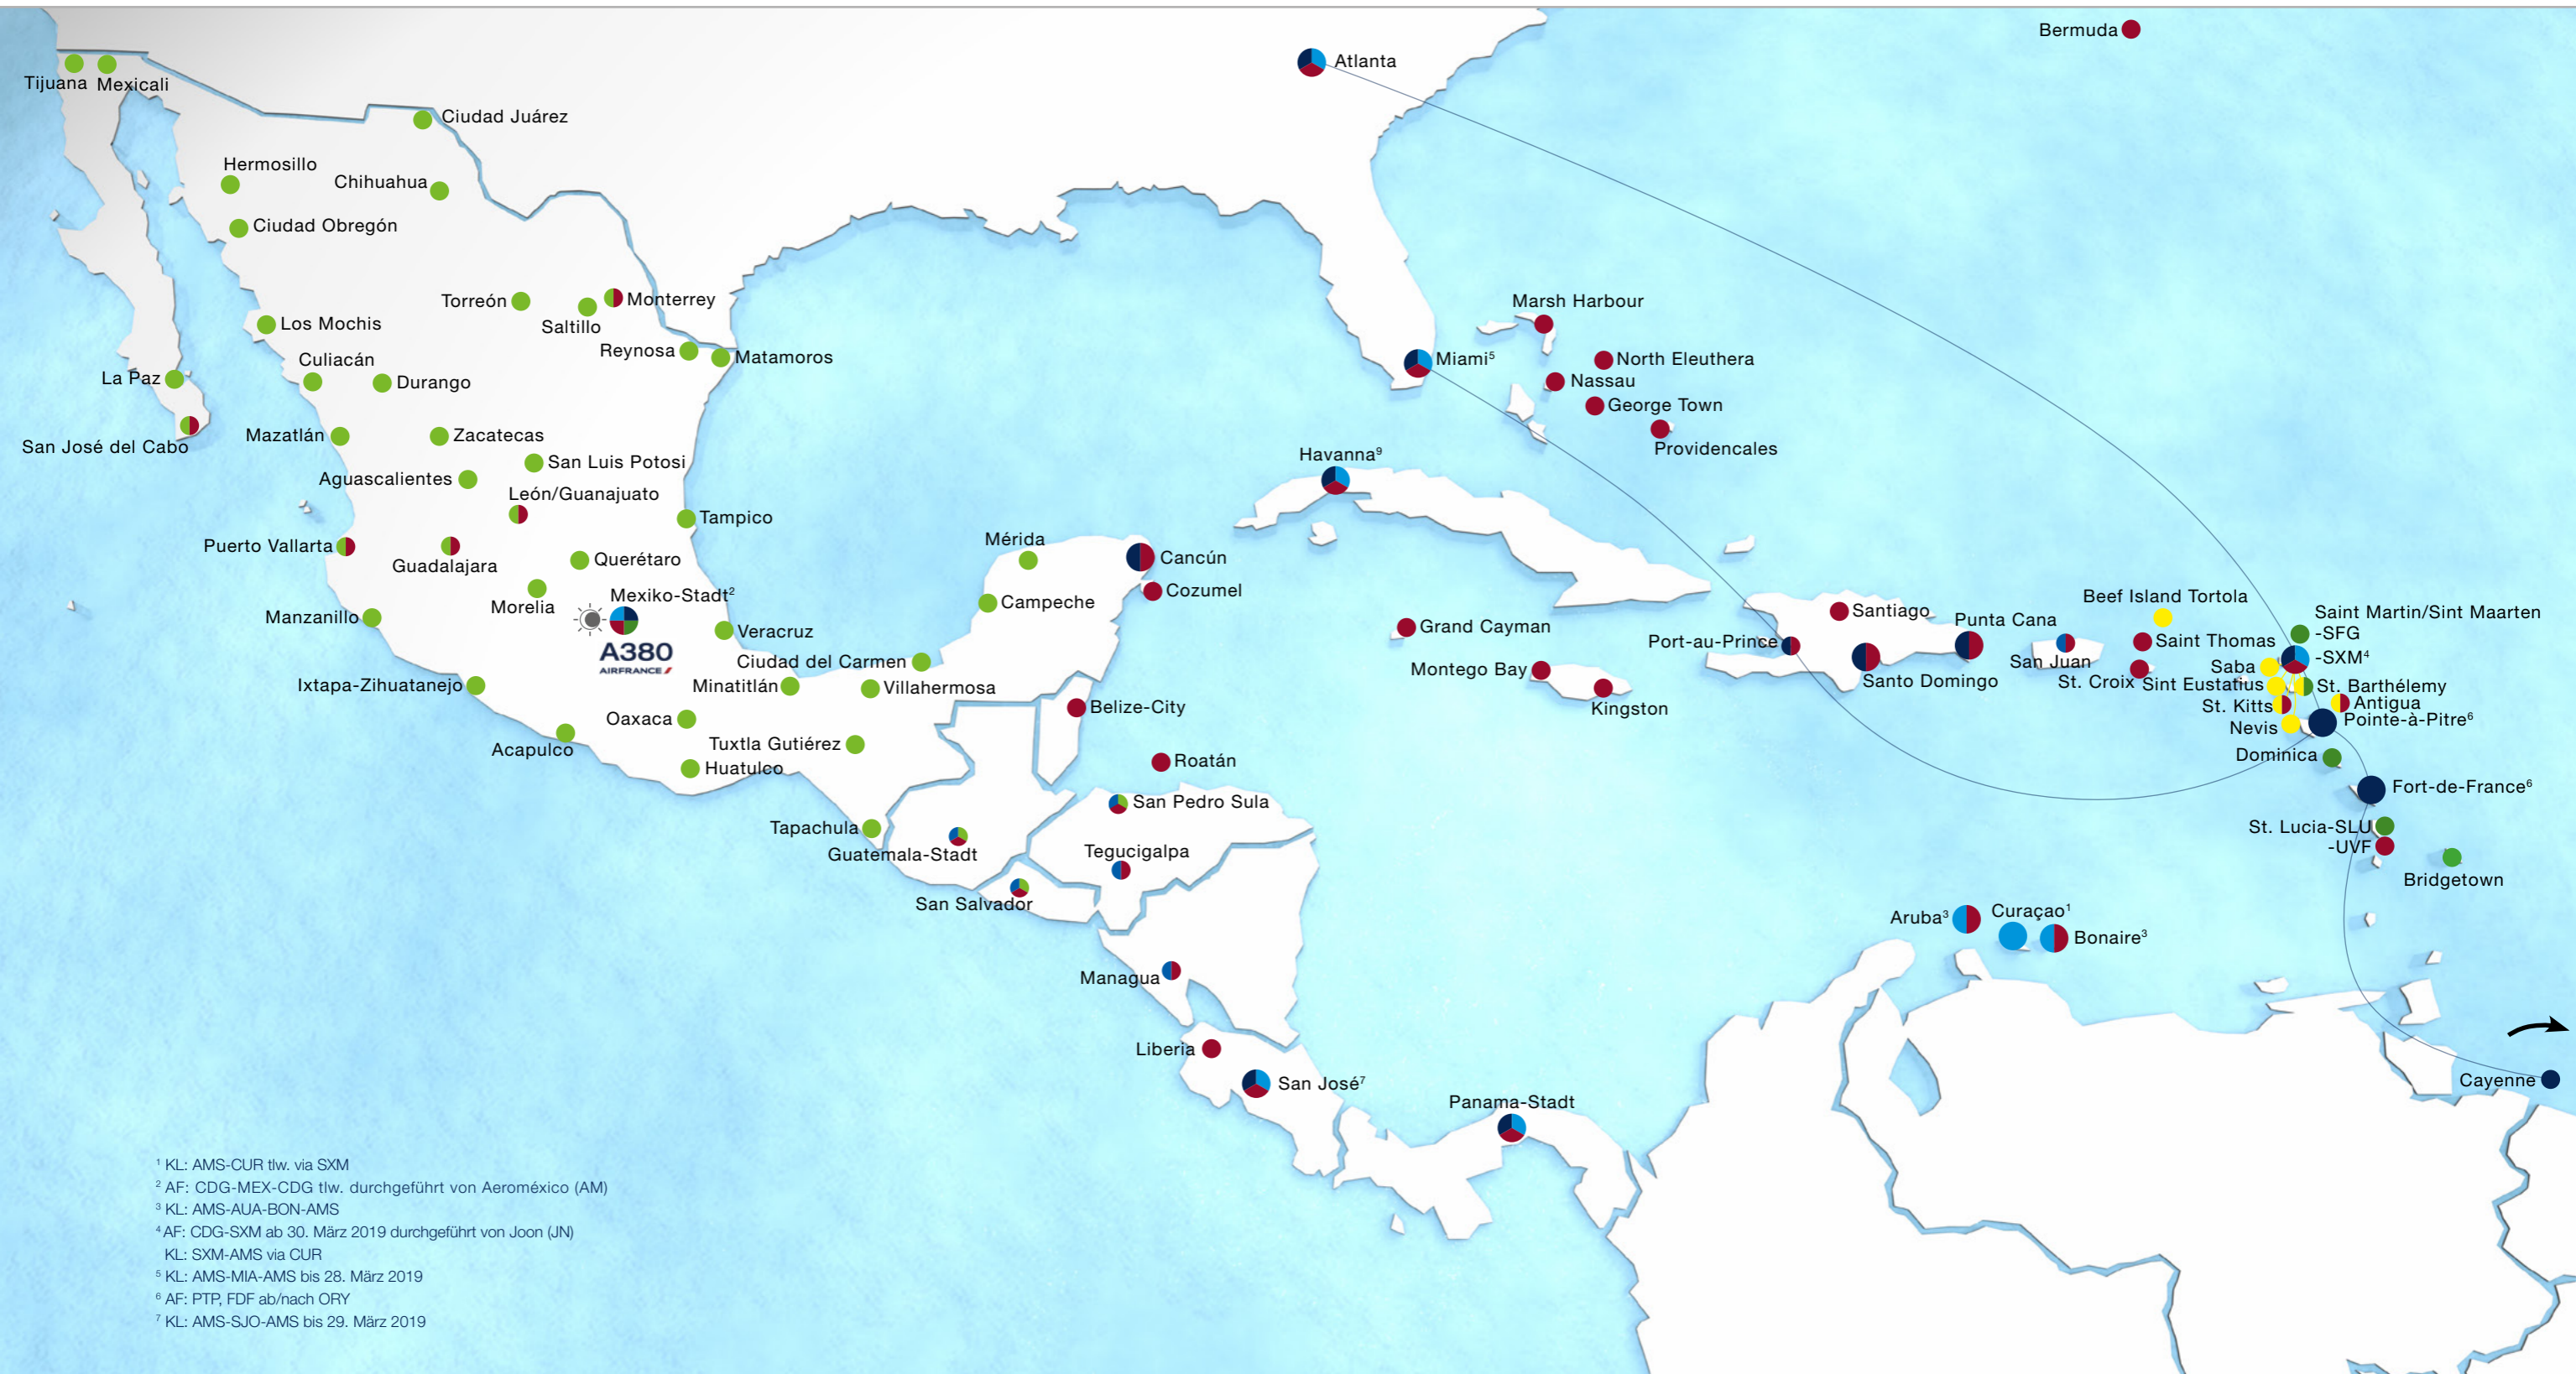 Bermuda
Atlanta
Tijuana
Mexicali
Ciudad Juárez
Hermosillo
Chihuahua
Ciudad Obregón
Torreón
Saltillo
Monterrey
Marsh Harbour
Los Mochis
Culiacán
Reynosa
Matamoros
Miami⁵
North Eleuthera
La Paz
Durango
Nassau
George Town
San José del Cabo
Mazatlán
Zacatecas
Providencales
San Luis Potosi
Havanna⁹
Aguascalientes
León/Guanajuato
Tampico
Puerto Vallarta
Guadalajara
Querétaro
Mérida
Cancún
Cozumel
Morelia
Mexiko-Stadt²
A380
AIRFRANCE
Campeche
Manzanillo
Veracruz
Grand Cayman
Santiago
Punta Cana
Beef Island Tortola
Saint Martin/Sint Maarten
-SFG
-SXM⁴
Port-au-Prince
San Juan
Saint Thomas
Saba
Ciudad del Carmen
Montego Bay
Santo Domingo
St. Croix
Sint Eustatius
St. Barthélemy
Ixtapa-Zihuatanejo
Minatitlán
Villahermosa
Kingston
St. Kitts
Antigua
Belize-City
Oaxaca
Nevis
Pointe-à-Pitre⁶
Acapulco
Tuxtla Gutiérrez
Dominica
Huatulco
Roatán
Fort-de-France⁶
San Pedro Sula
Tapachula
St. Lucia-SLU
-UVF
Guatemala-Stadt
Tegucigalpa
Bridgetown
San Salvador
Aruba³
Curaçao¹
Bonaire³
Managua
Liberia
San José⁷
Cayenne
Panama-Stadt
¹ KL: AMS-CUR tlw. via SXM
² AF: CDG-MEX-CDG tlw. durchgeführt von Aeroméxico (AM)
³ KL: AMS-AUA-BON-AMS
⁴ AF: CDG-SXM ab 30. März 2019 durchgeführt von Joon (JN)
KL: SXM-AMS via CUR
⁵ KL: AMS-MIA-AMS bis 28. März 2019
⁶ AF: PTP, FDF ab/nach ORY
⁷ KL: AMS-SJO-AMS bis 29. März 2019